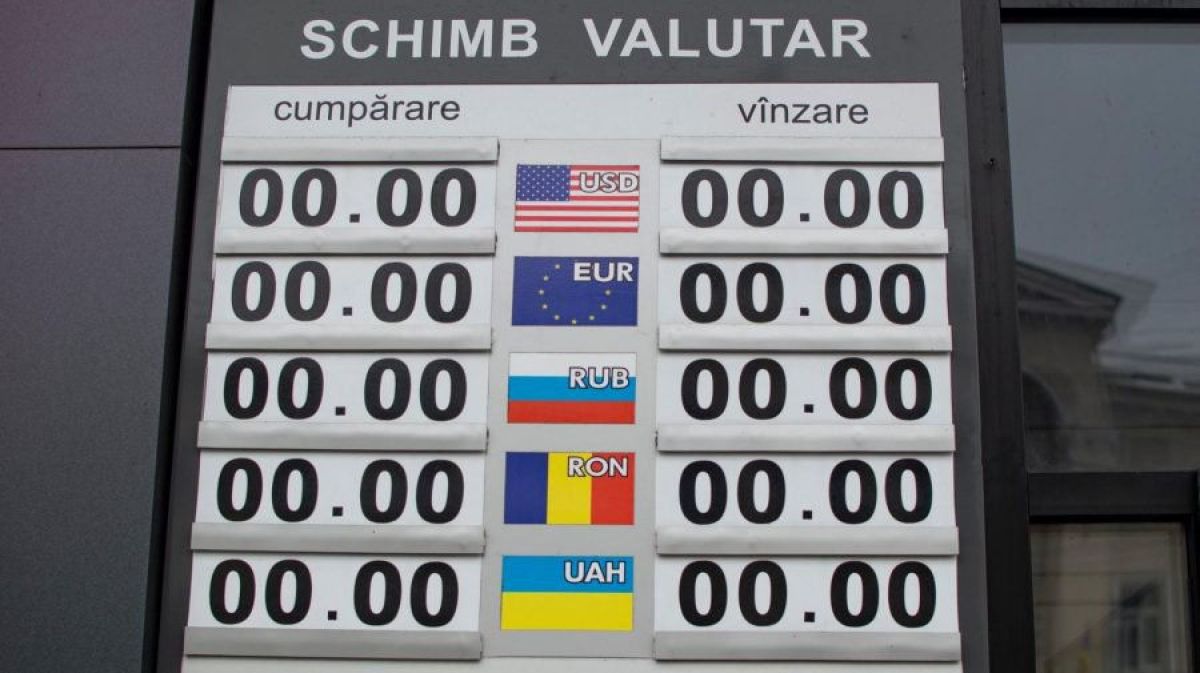 SCHIMB VALUTAR
cumpărare vînzare
00.00 USD 00.00
00.00 EUR 00.00
00.00 RUB 00.00
00.00 RON 00.00
00.00 UAH 00.00